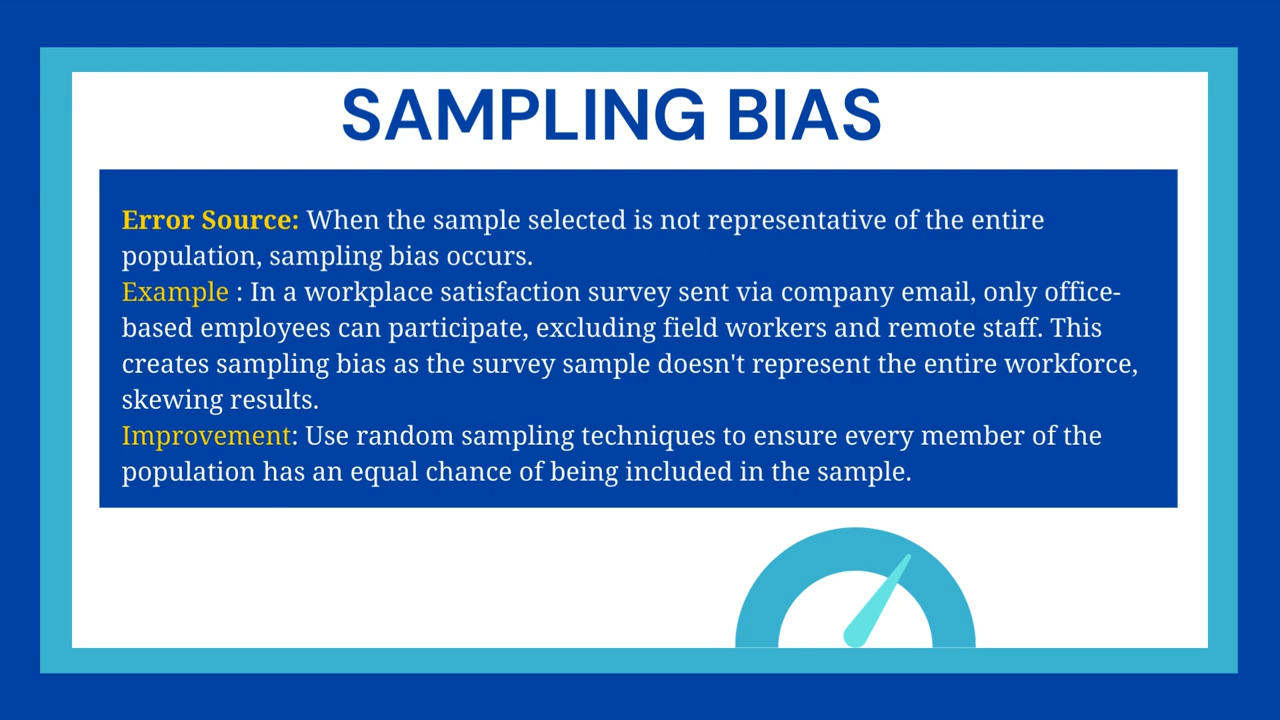 SAMPLING BIAS
Error Source: When the sample selected is not representative of the entire
population, sampling bias occurs.
Example : In a workplace satisfaction survey sent via company email, only office-
based employees can participate, excluding field workers and remote staff. This
creates sampling bias as the survey sample doesn't represent the entire workforce,
skewing results.
Improvement: Use random sampling techniques to ensure every member of the
population has an equal chance of being included in the sample.